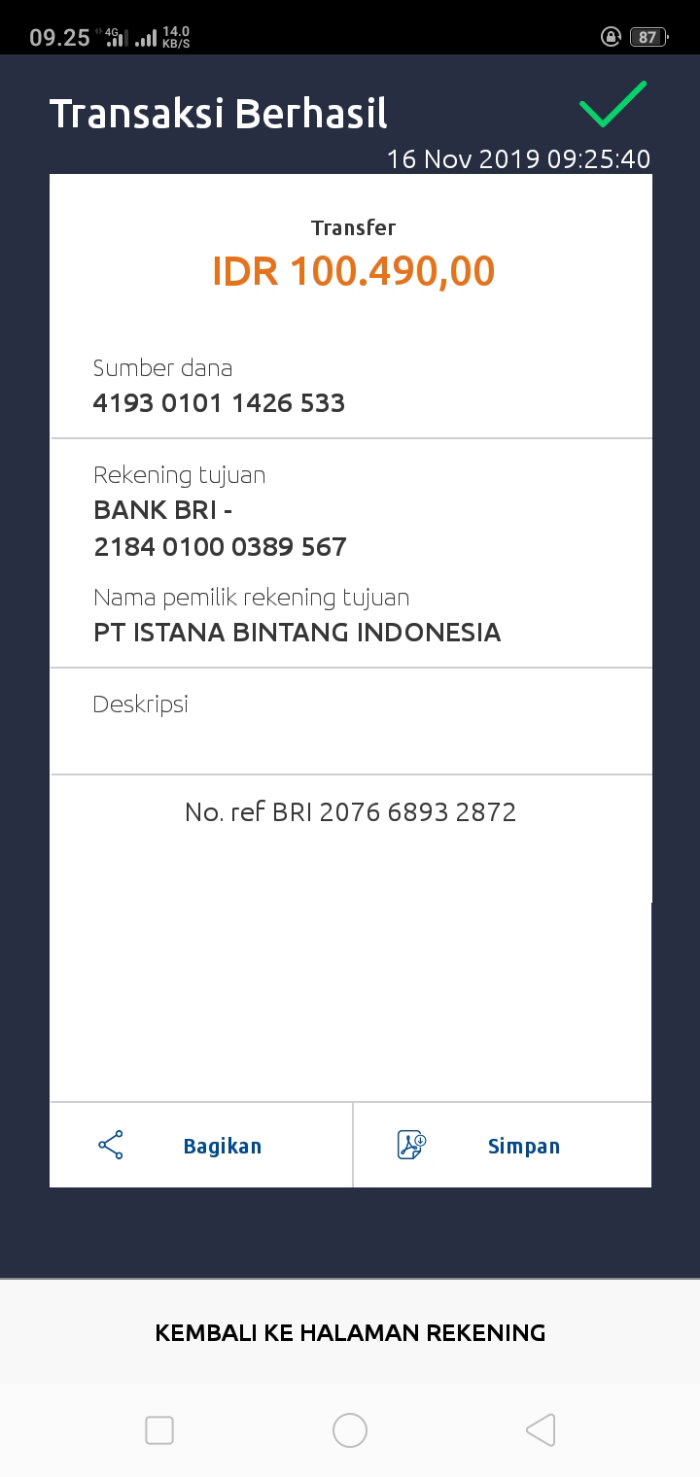 09.25 4G 14.0 KB/S 87
Transaksi Berhasil
16 Nov 2019 09:25:40
Transfer
IDR 100.490,00
Sumber dana
4193 0101 1426 533
Rekening tujuan
BANK BRI -
2184 0100 0389 567
Nama pemilik rekening tujuan
PT ISTANA BINTANG INDONESIA
Deskripsi
No. ref BRI 2076 6893 2872
Bagikan Simpan
KEMBALI KE HALAMAN REKENING